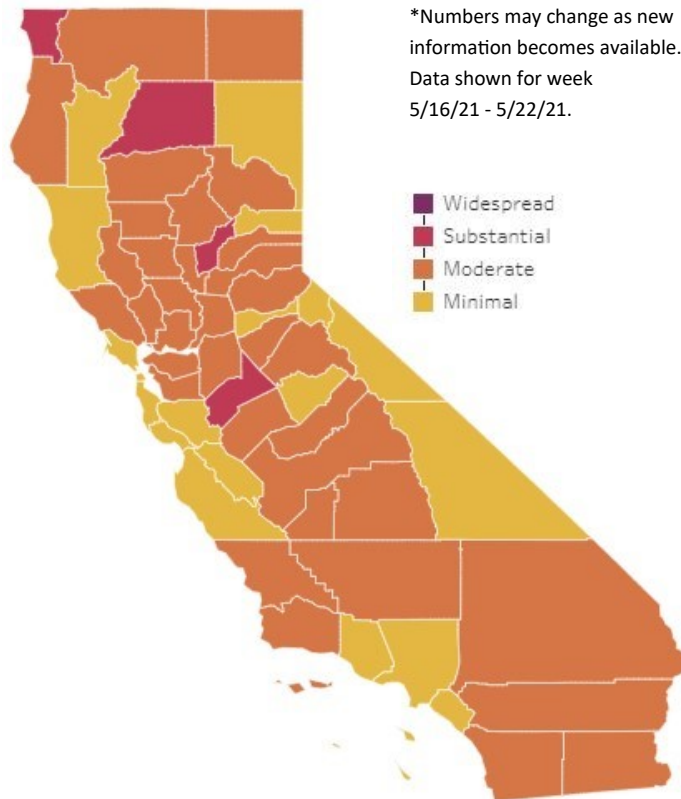 *Numbers may change as new
information becomes available.
Data shown for week
5/16/21 - 5/22/21.
Widespread
Substantial
Moderate
Minimal